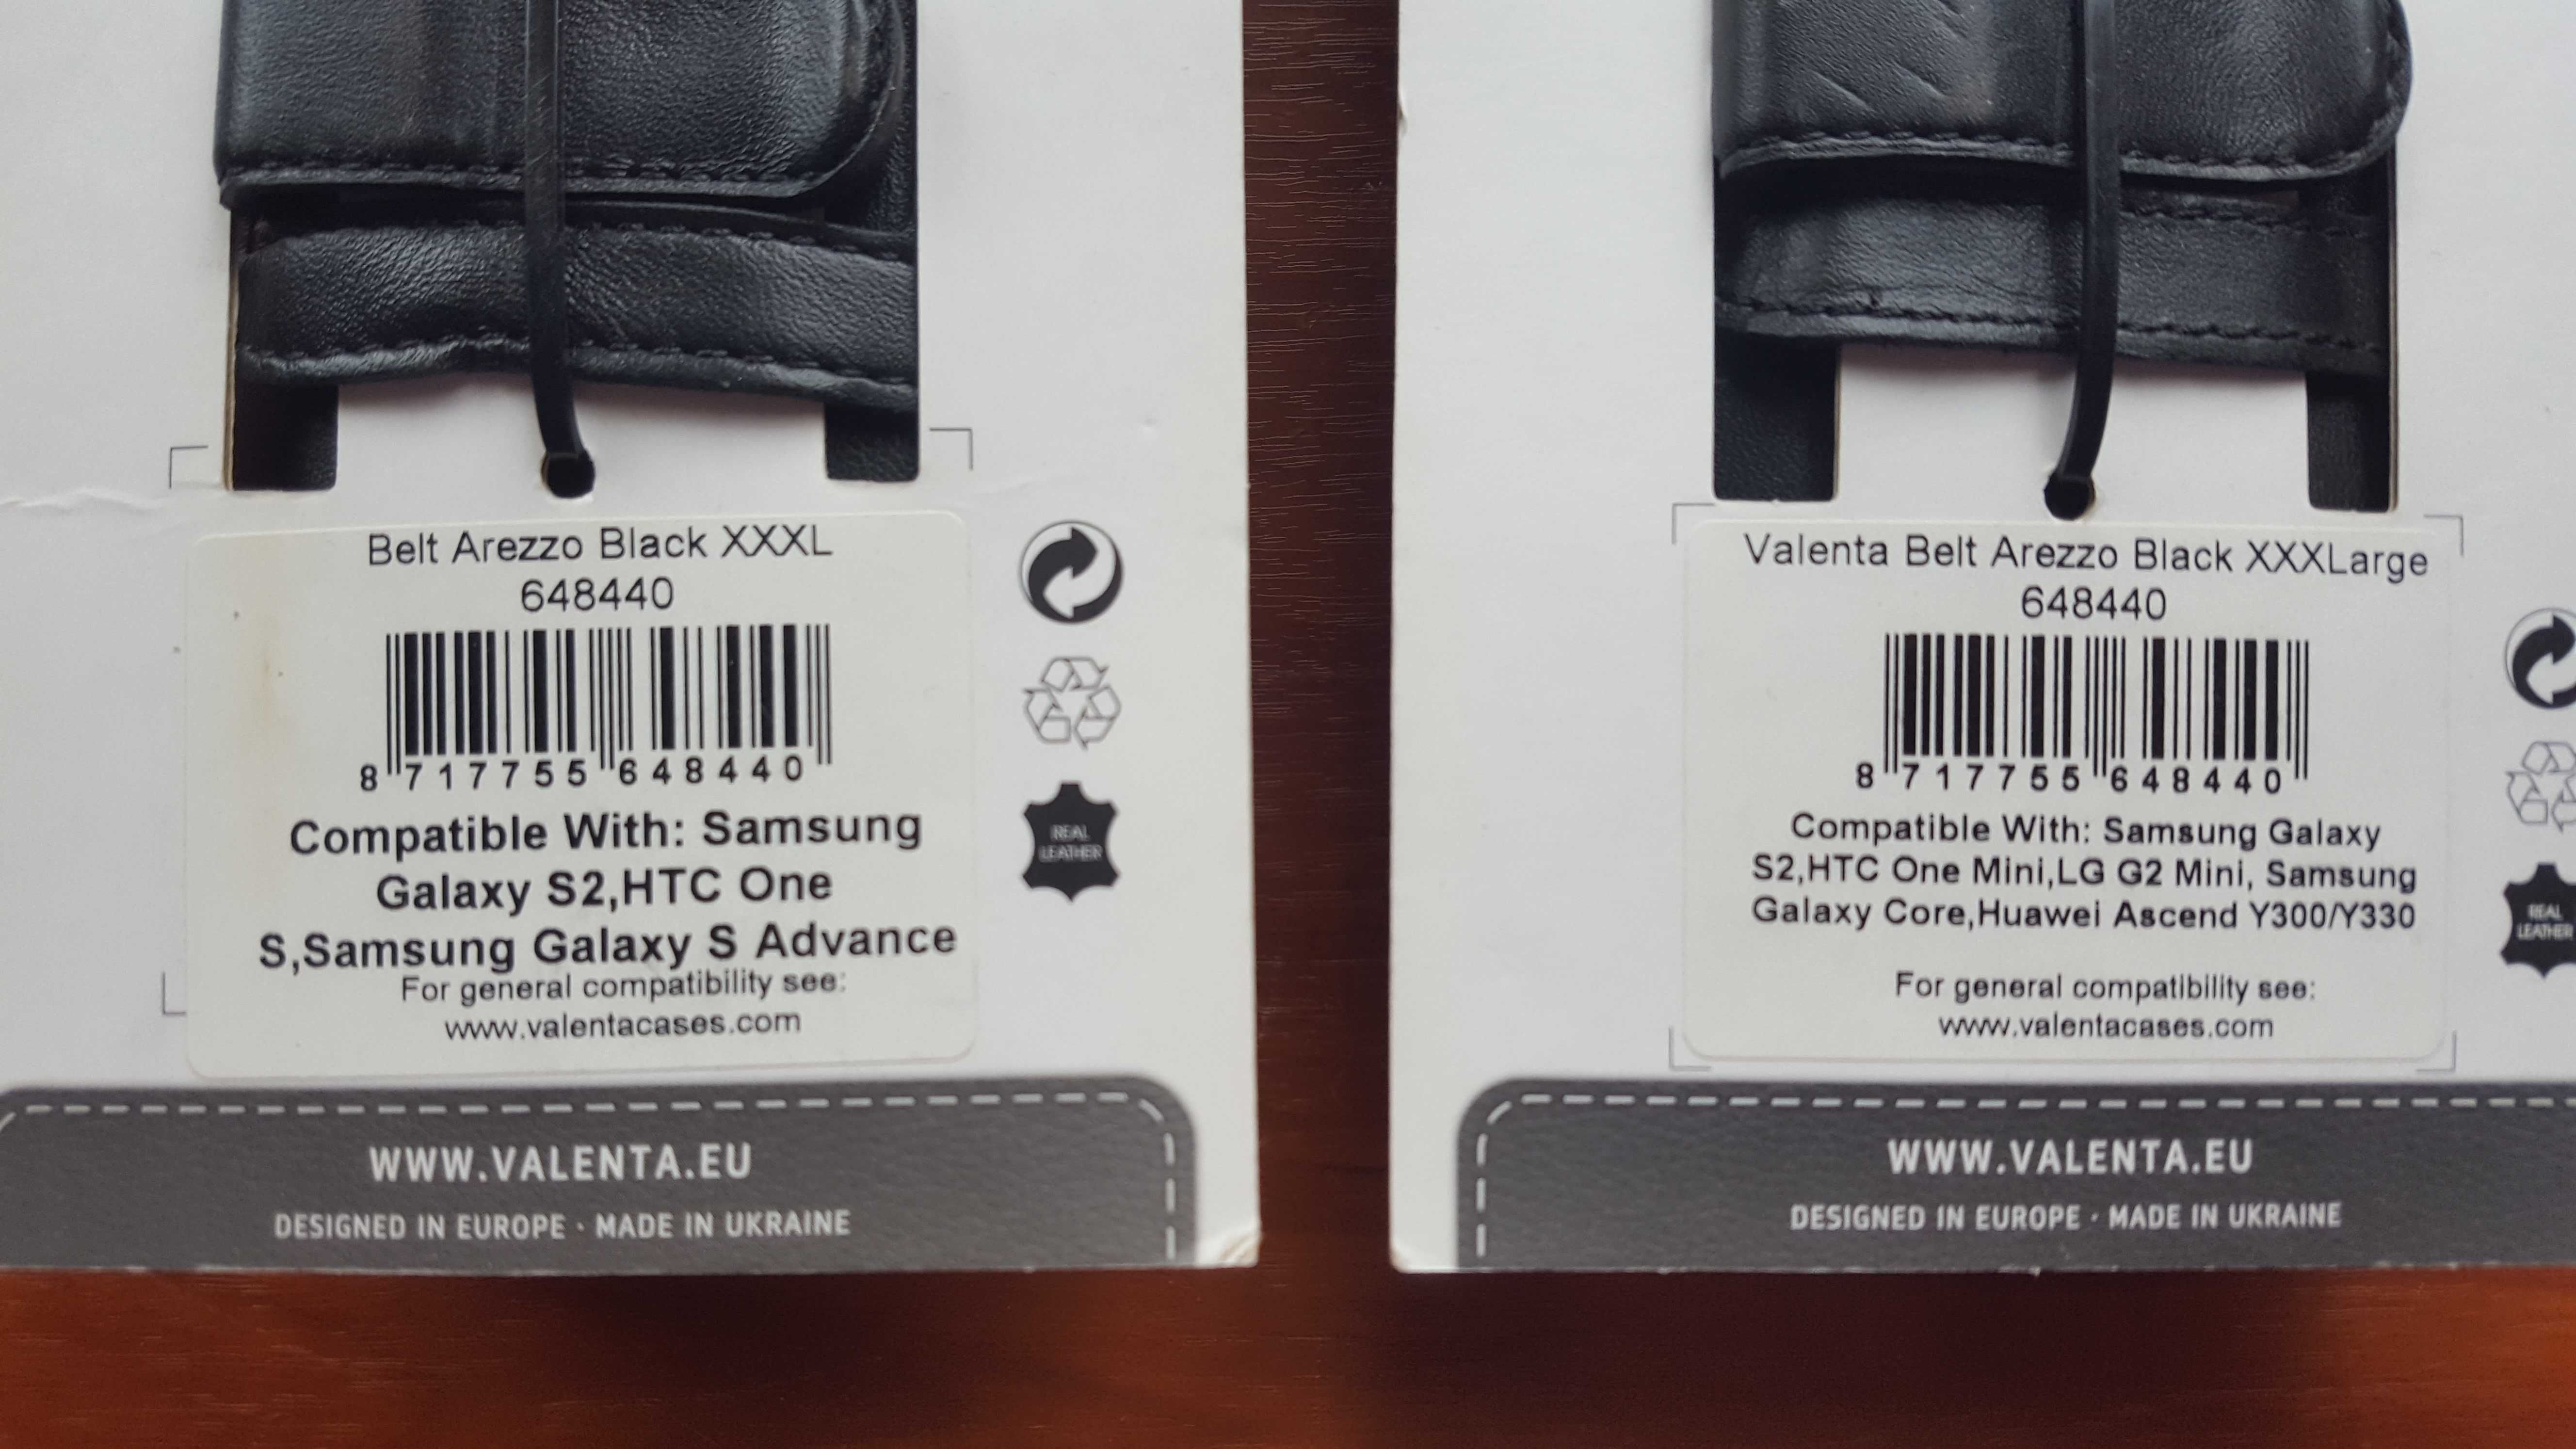 Belt Arezzo Black XXXL
648440
8 717755 648440
Compatible With: Samsung
Galaxy S2,HTC One
S,Samsung Galaxy S Advance
For general compatibility see:
www.valentacases.com
REAL
LEATHER
WWW.VALENTA.EU
DESIGNED IN EUROPE · MADE IN UKRAINE
Valenta Belt Arezzo Black XXXLarge
648440
8 717755 648440
Compatible With: Samsung Galaxy
S2,HTC One Mini,LG G2 Mini, Samsung
Galaxy Core,Huawei Ascend Y300/Y330
For general compatibility see:
www.valentacases.com
REAL
LEATHER
WWW.VALENTA.EU
DESIGNED IN EUROPE · MADE IN UKRAINE